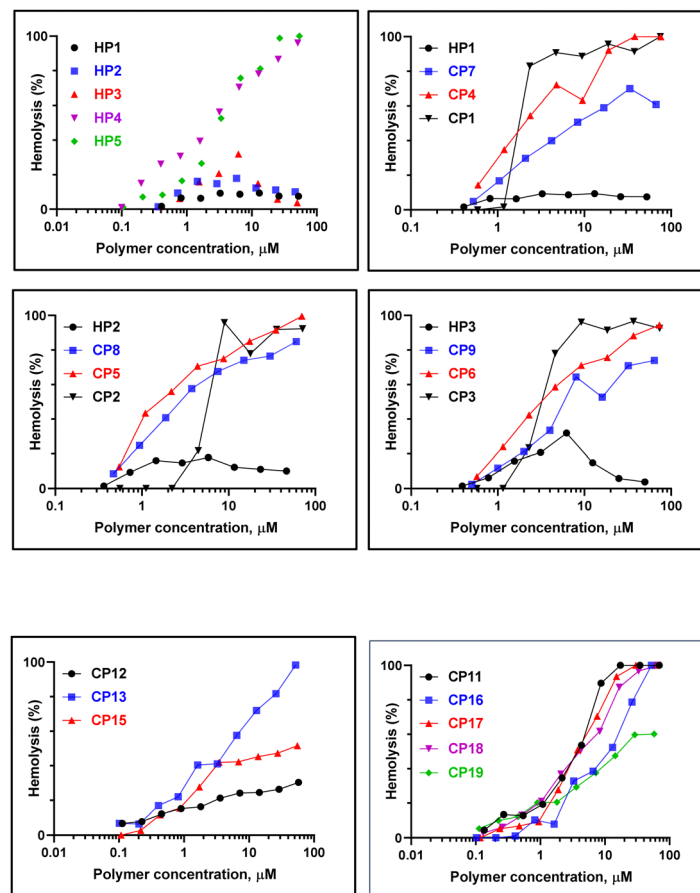 100
HP1
HP2
HP3
HP4
HP5
Hemolysis (%)
0
0.01 0.1 1 10 100
Polymer concentration, μM
100
HP1
CP7
CP4
CP1
Hemolysis (%)
0
0.1 1 10 100
Polymer concentration, μM
100
HP2
CP8
CP5
CP2
Hemolysis (%)
0
0.1 1 10 100
Polymer concentration, μM
100
HP3
CP9
CP6
CP3
Hemolysis (%)
0
0.1 1 10 100
Polymer concentration, μM
100
CP12
CP13
CP15
Hemolysis (%)
0
0.01 0.1 1 10 100
Polymer concentration, μM
100
CP11
CP16
CP17
CP18
CP19
Hemolysis (%)
0
0.01 0.1 1 10 100
Polymer concentration, μM